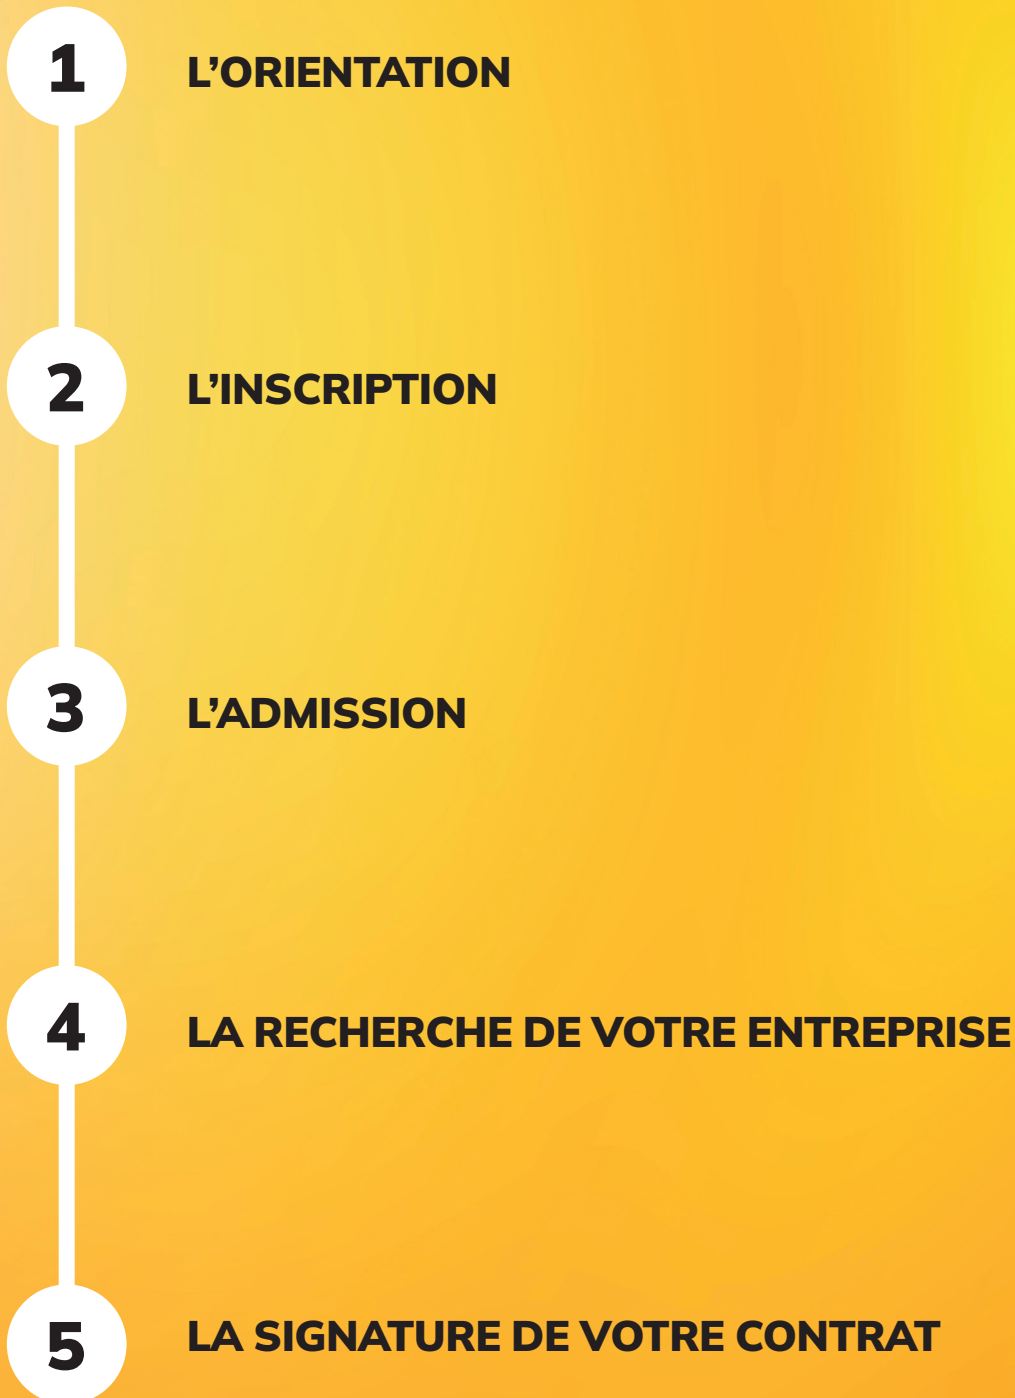 1
L’ORIENTATION
2
L’INSCRIPTION
3
L’ADMISSION
4
LA RECHERCHE DE VOTRE ENTREPRISE
5
LA SIGNATURE DE VOTRE CONTRAT